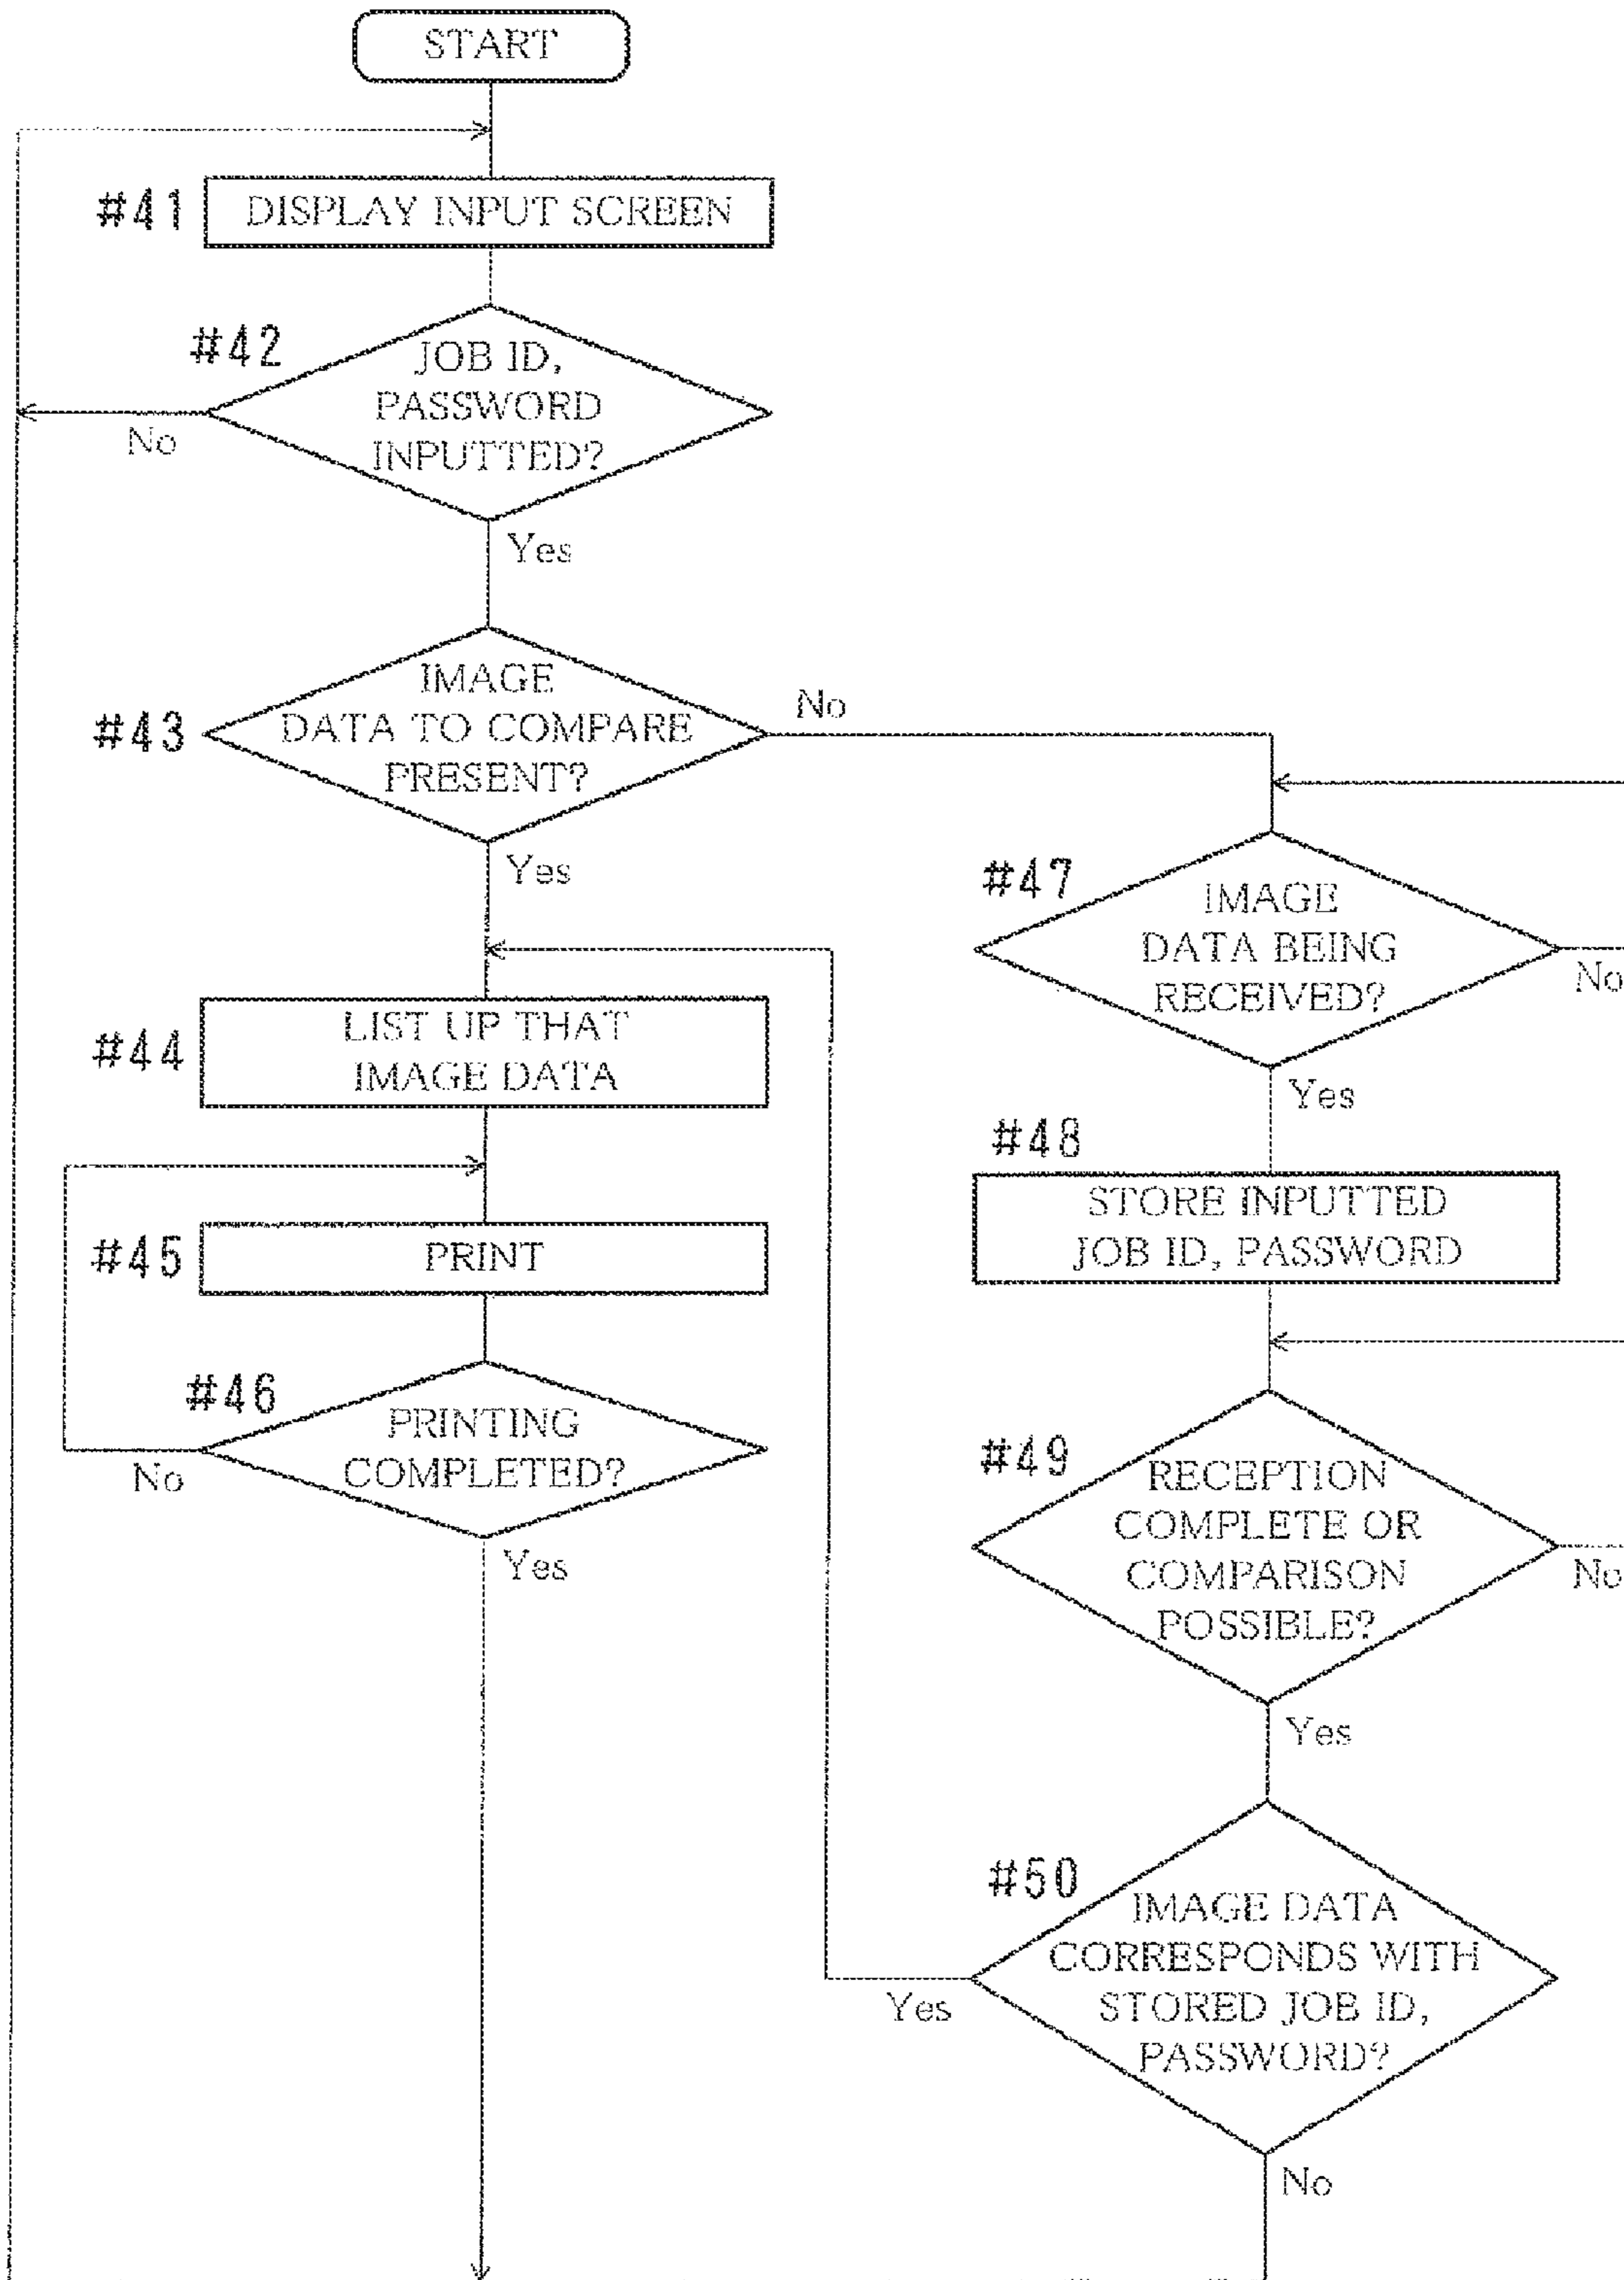 START
#41
DISPLAY INPUT SCREEN
#42
JOB ID,
PASSWORD
INPUTTED?
No
Yes
#43
IMAGE
DATA TO COMPARE
PRESENT?
No
Yes
#44
LIST UP THAT
IMAGE DATA
#45
PRINT
#46
PRINTING
COMPLETED?
No
Yes
#47
IMAGE
DATA BEING
RECEIVED?
No
Yes
#48
STORE INPUTTED
JOB ID, PASSWORD
#49
RECEPTION
COMPLETE OR
COMPARISON
POSSIBLE?
No
Yes
#50
IMAGE DATA
CORRESPONDS WITH
STORED JOB ID,
PASSWORD?
Yes
No